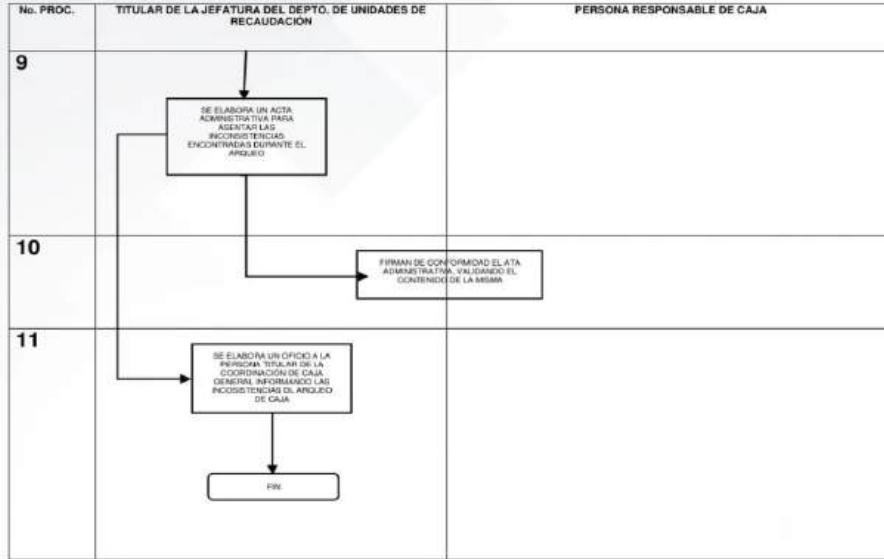 No. PROC.
TITULAR DE LA JEFATURA DEL DEPTO. DE UNIDADES DE
RECAUDACIÓN
PERSONA RESPONSABLE DE CAJA
9
SE ELABORA UN ACTA
ADMINISTRATIVA PARA
ASENTAR LAS
INCONSISTENCIAS
ENCONTRADAS DURANTE EL
ARQUEO
10
FIRMAN DE CONFORMIDAD EL ATA
ADMINISTRATIVA, VALIDANDO EL
CONTENIDO DE LA MISMA
11
SE ELABORA UN OFICIO A LA
PERSONA TITULAR DE LA
COORDINACIÓN DE CAJA
GENERAL INFORMANDO LAS
INCOSISTENCIAS DL ARQUEO
DE CAJA
FIN